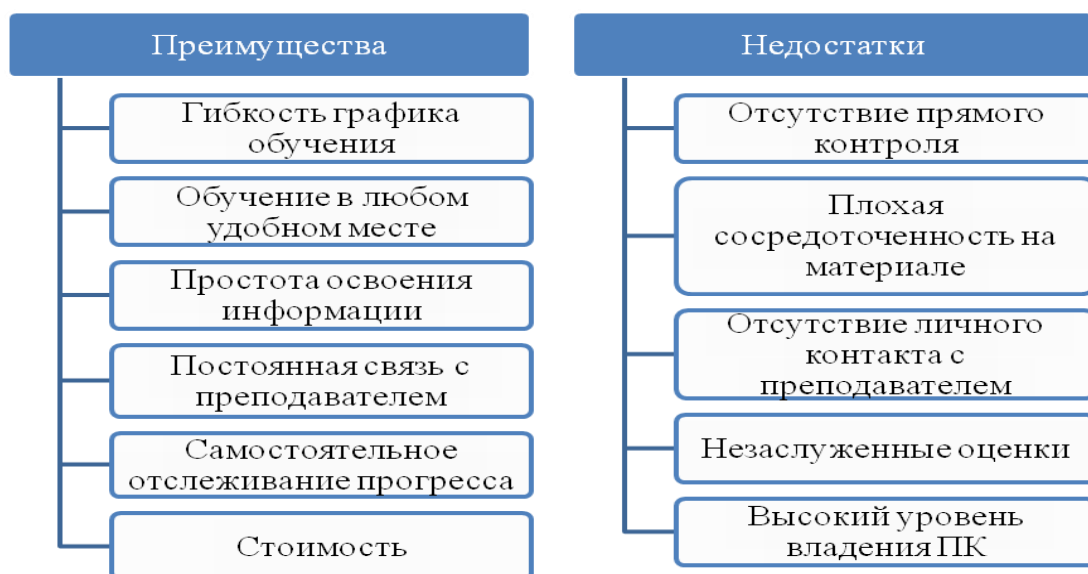 Преимущества
Гибкость графика
обучения
Обучение в любом
удобном месте
Простота освоения
информации
Постоянная связь с
преподавателем
Самостоятельное
отслеживание прогресса
Стоимость
Недостатки
Отсутствие прямого
контроля
Плохая
сосредоточенность на
материале
Отсутствие личного
контакта с
преподавателем
Незаслуженные оценки
Высокий уровень
владения ПК